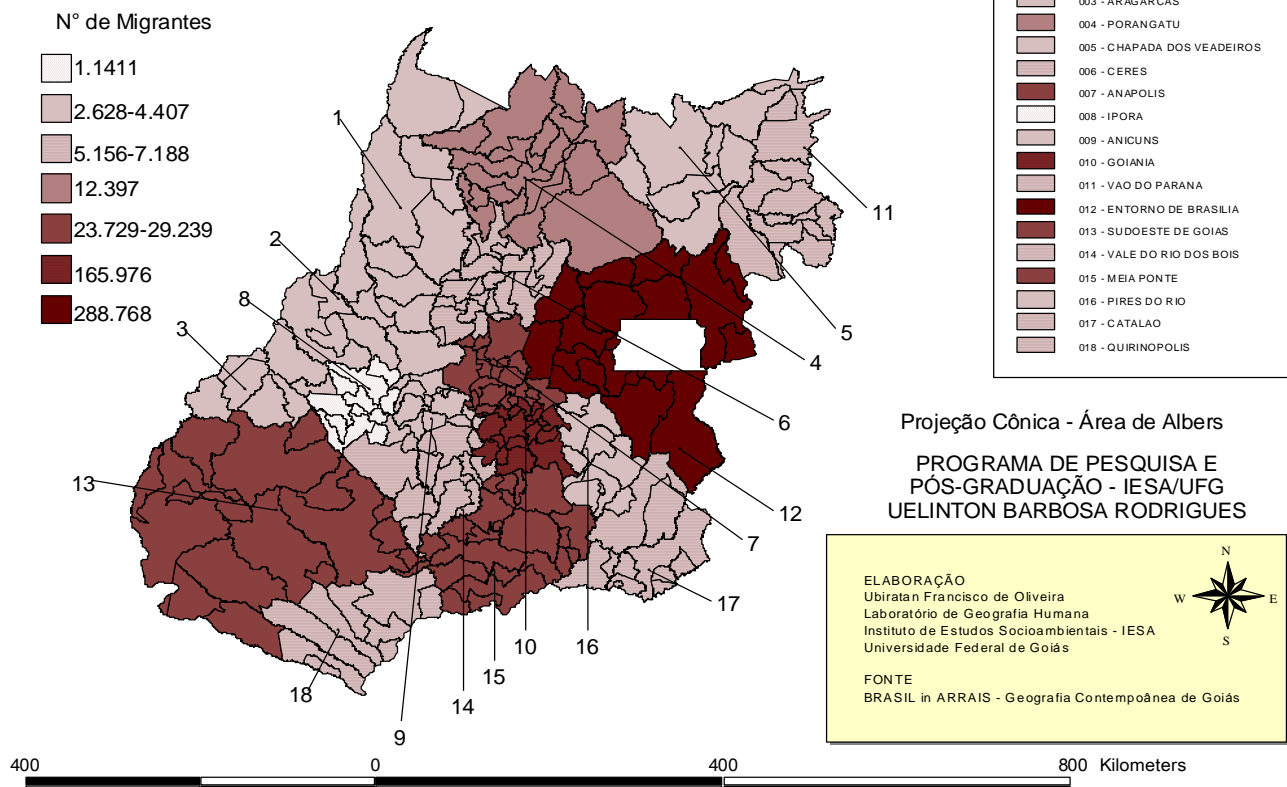 N° de Migrantes
1.1411
2.628-4.407
5.156-7.188
12.397
23.729-29.239
165.976
288.768
1
2
8
3
13
18
9
14
15
10
16
17
7
12
6
4
5
11
003 - ARAGARCAS
004 - PORANGATU
005 - CHAPADA DOS VEADEIROS
006 - CERES
007 - ANAPOLIS
008 - IPORA
009 - ANICUNS
010 - GOIANIA
011 - VAO DO PARANA
012 - ENTORNO DE BRASILIA
013 - SUDOESTE DE GOIAS
014 - VALE DO RIO DOS BOIS
015 - MEIA PONTE
016 - PIRES DO RIO
017 - CATALAO
018 - QUIRINOPOLIS
Projeção Cônica - Área de Albers
PROGRAMA DE PESQUISA E
PÓS-GRADUAÇÃO - IESA/UFG
UELINTON BARBOSA RODRIGUES
ELABORAÇÃO
Ubiratan Francisco de Oliveira
Laboratório de Geografia Humana
Instituto de Estudos Socioambientais - IESA
Universidade Federal de Goiás
FONTE
BRASIL in ARRAIS - Geografia Contempoânea de Goiás
N
W E
S
400 0 400 800 Kilometers